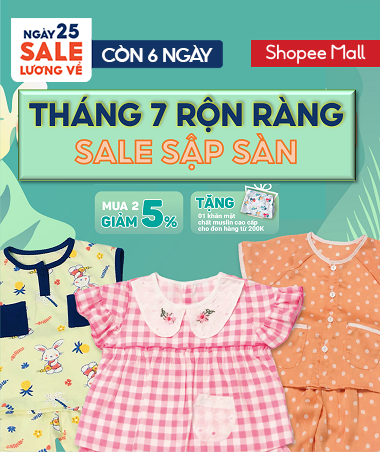 NGÀY 25
SALE
LƯƠNG VỀ
CÒN 6 NGÀY
Shopee Mall
THÁNG 7 RỘN RÀNG
SALE SẬP SÀN
MUA 2
GIẢM 5%
TẶNG
01 khăn mặt
chất muslin cao cấp
cho đơn hàng từ 200K